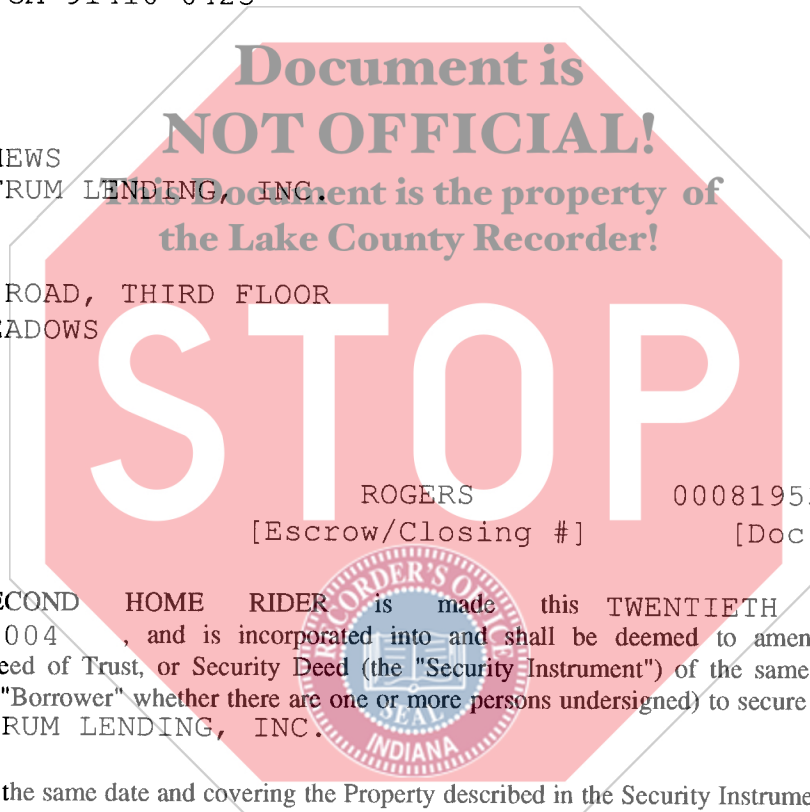 CA 91410-0423
Document is
NOT OFFICIAL!
This Document is the property of
the Lake County Recorder!
TRUM LENDING, INC.
ROAD, THIRD FLOOR
EADOWS
STOP
ROGERS 0008195
[Escrow/Closing #] [Doc
ECOND HOME RIDER is made this TWENTIETH
004 , and is incorporated into and shall be deemed to amen
eed of Trust, or Security Deed (the "Security Instrument") of the same
"Borrower" whether there are one or more persons undersigned) to secure
RUM LENDING, INC.
the same date and covering the Property described in the Security Instrume
RECORDER'S OFFICE
SEAL
INDIANA